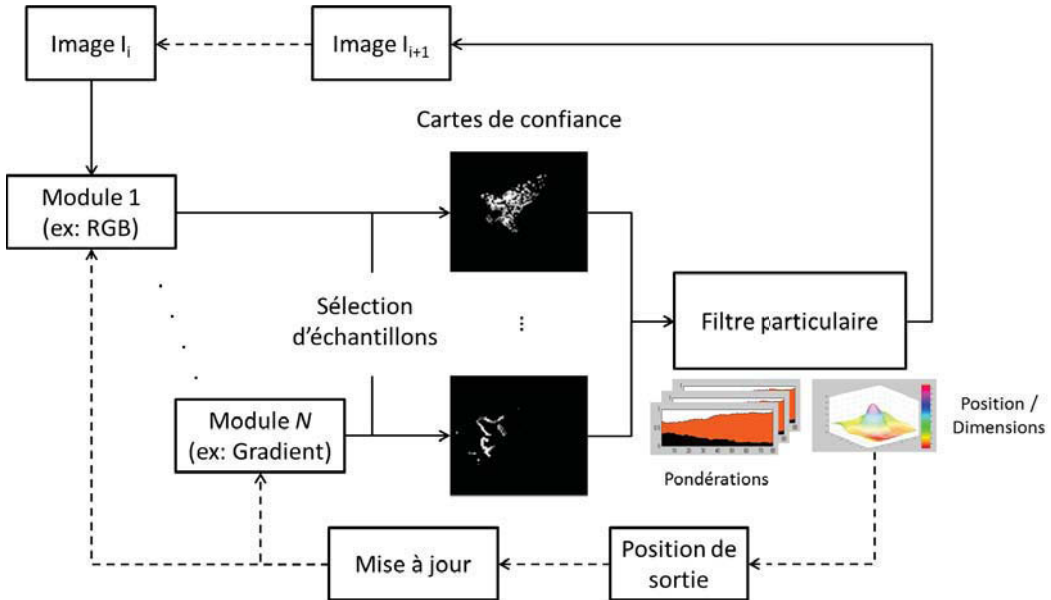 Image Ii
Image Ii+1
Cartes de confiance
Module 1
(ex: RGB)
Sélection
d'échantillons
Filtre particulaire
Module N
(ex: Gradient)
Position /
Dimensions
Pondérations
Mise à jour
Position de
sortie